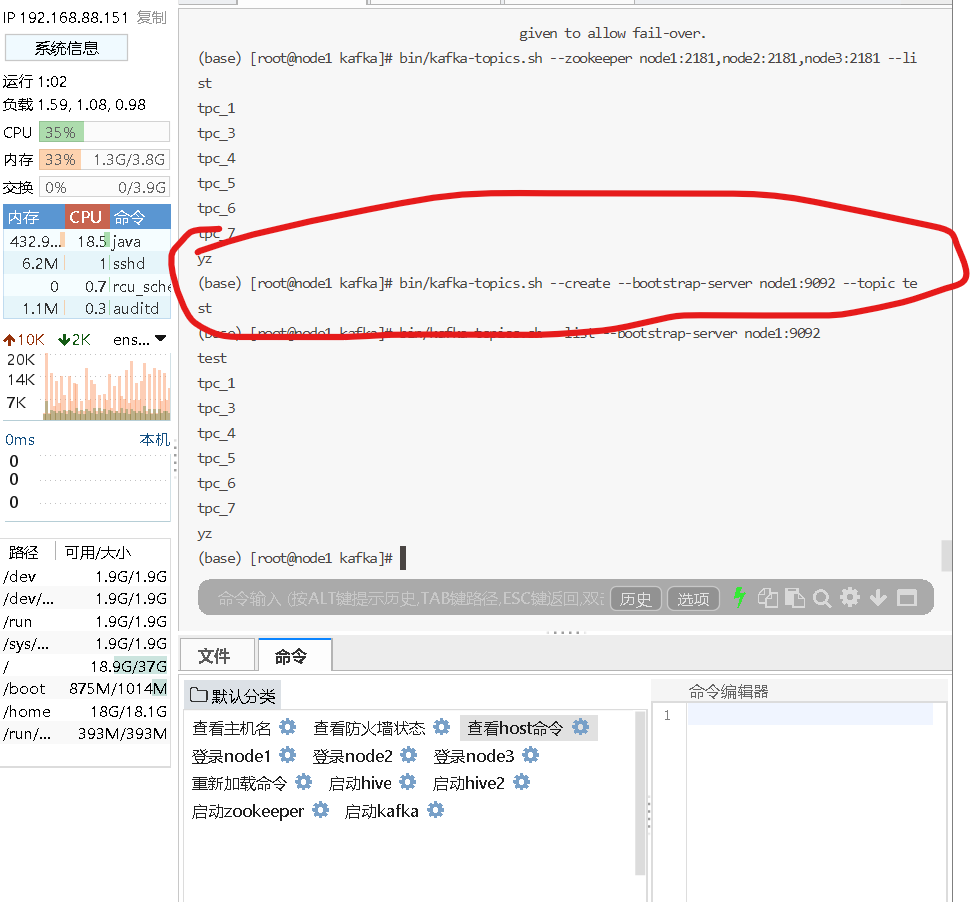 IP 192.168.88.151 复制
系统信息
运行 1:02
负载 1.59, 1.08, 0.98
CPU 35%
内存 33% 1.3G/3.8G
交换 0% 0/3.9G
内存 CPU 命令
432.9... 18.5 java
6.2M 1 sshd
0 0.7 rcu_sche
1.1M 0.3 auditd
10K 2K ens...
20K
14K
7K
0ms 本机
0
0
0
路径 可用/大小
/dev 1.9G/1.9G
/dev/... 1.9G/1.9G
/run 1.9G/1.9G
/sys/... 1.9G/1.9G
/ 18.9G/37G
/boot 875M/1014M
/home 18G/18.1G
/run/... 393M/393M
given to allow fail-over.
(base) [root@node1 kafka]# bin/kafka-topics.sh --zookeeper node1:2181,node2:2181,node3:2181 --li
st
tpc_1
tpc_3
tpc_4
tpc_5
tpc_6
tpc_7
yz
(base) [root@node1 kafka]# bin/kafka-topics.sh --create --bootstrap-server node1:9092 --topic te
st
(base) [root@node1 kafka]# bin/kafka-topics.sh --list --bootstrap-server node1:9092
test
tpc_1
tpc_3
tpc_4
tpc_5
tpc_6
tpc_7
yz
(base) [root@node1 kafka]#
命令输入 (按ALT键提示历史,TAB键路径,ESC键返回,双击 历史 选项
文件 命令
默认分类
查看主机名 查看防火墙状态 查看host命令
登录node1 登录node2 登录node3
重新加载命令 启动hive 启动hive2
启动zookeeper 启动kafka
命令编辑器
1